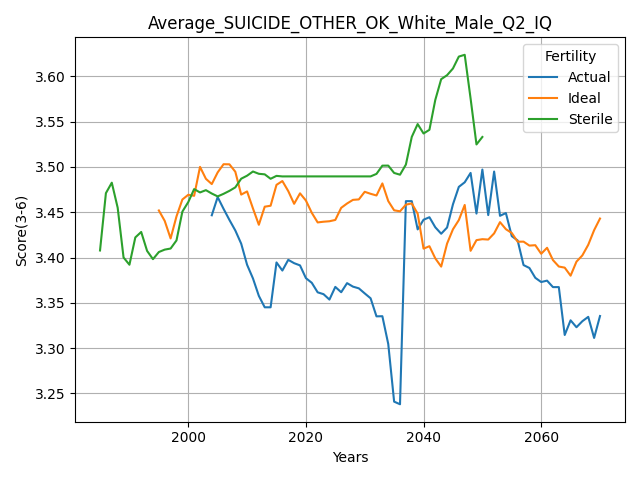 Average_SUICIDE_OTHER_OK_White_Male_Q2_IQ
Fertility
Actual
Ideal
Sterile
Score(3-6)
3.60
3.55
3.50
3.45
3.40
3.35
3.30
3.25
2000
2020
2040
2060
Years